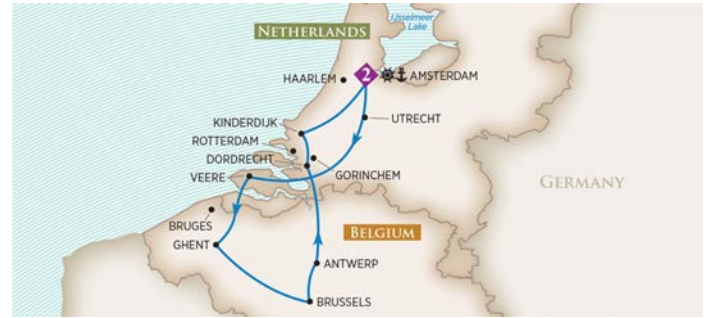 IJsselmeer
Lake
NETHERLANDS
HAARLEM
2
AMSTERDAM
KINDERDIJK
UTRECHT
ROTTERDAM
DORDRECHT
GORINCHEM
VEERE
GERMANY
BRUGES
BELGIUM
GHENT
ANTWERP
BRUSSELS